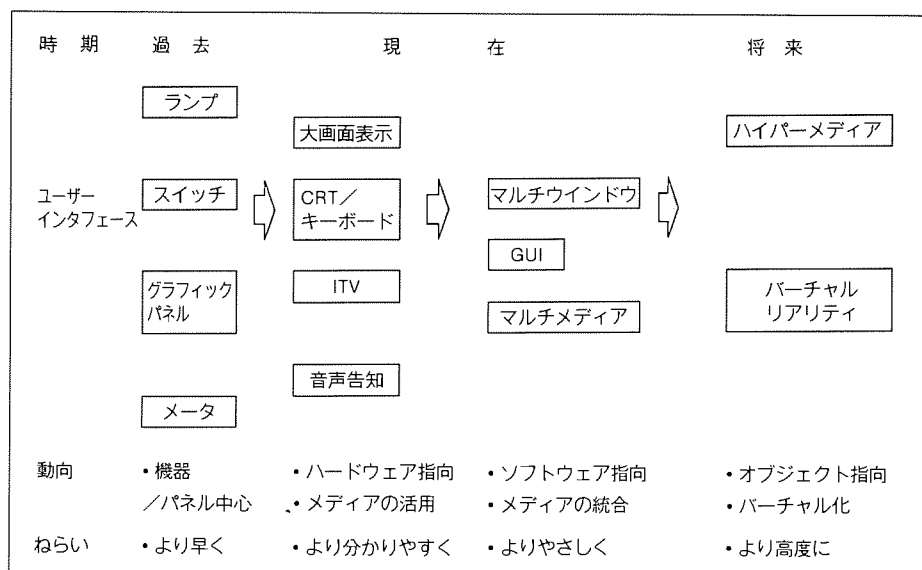 時期 過去 現在 将来
ランプ
大画面表示
ハイパーメディア
ユーザー
インタフェース
スイッチ
CRT／
キーボード
マルチウインドウ
GUI
グラフィック
パネル
ITV
マルチメディア
バーチャル
リアリティ
音声告知
メータ
動向 ・機器 ・ハードウェア指向 ・ソフトウェア指向 ・オブジェクト指向
／パネル中心 ・メディアの活用 ・メディアの統合 ・バーチャル化
ねらい ・より早く ・より分かりやすく ・よりやさしく ・より高度に